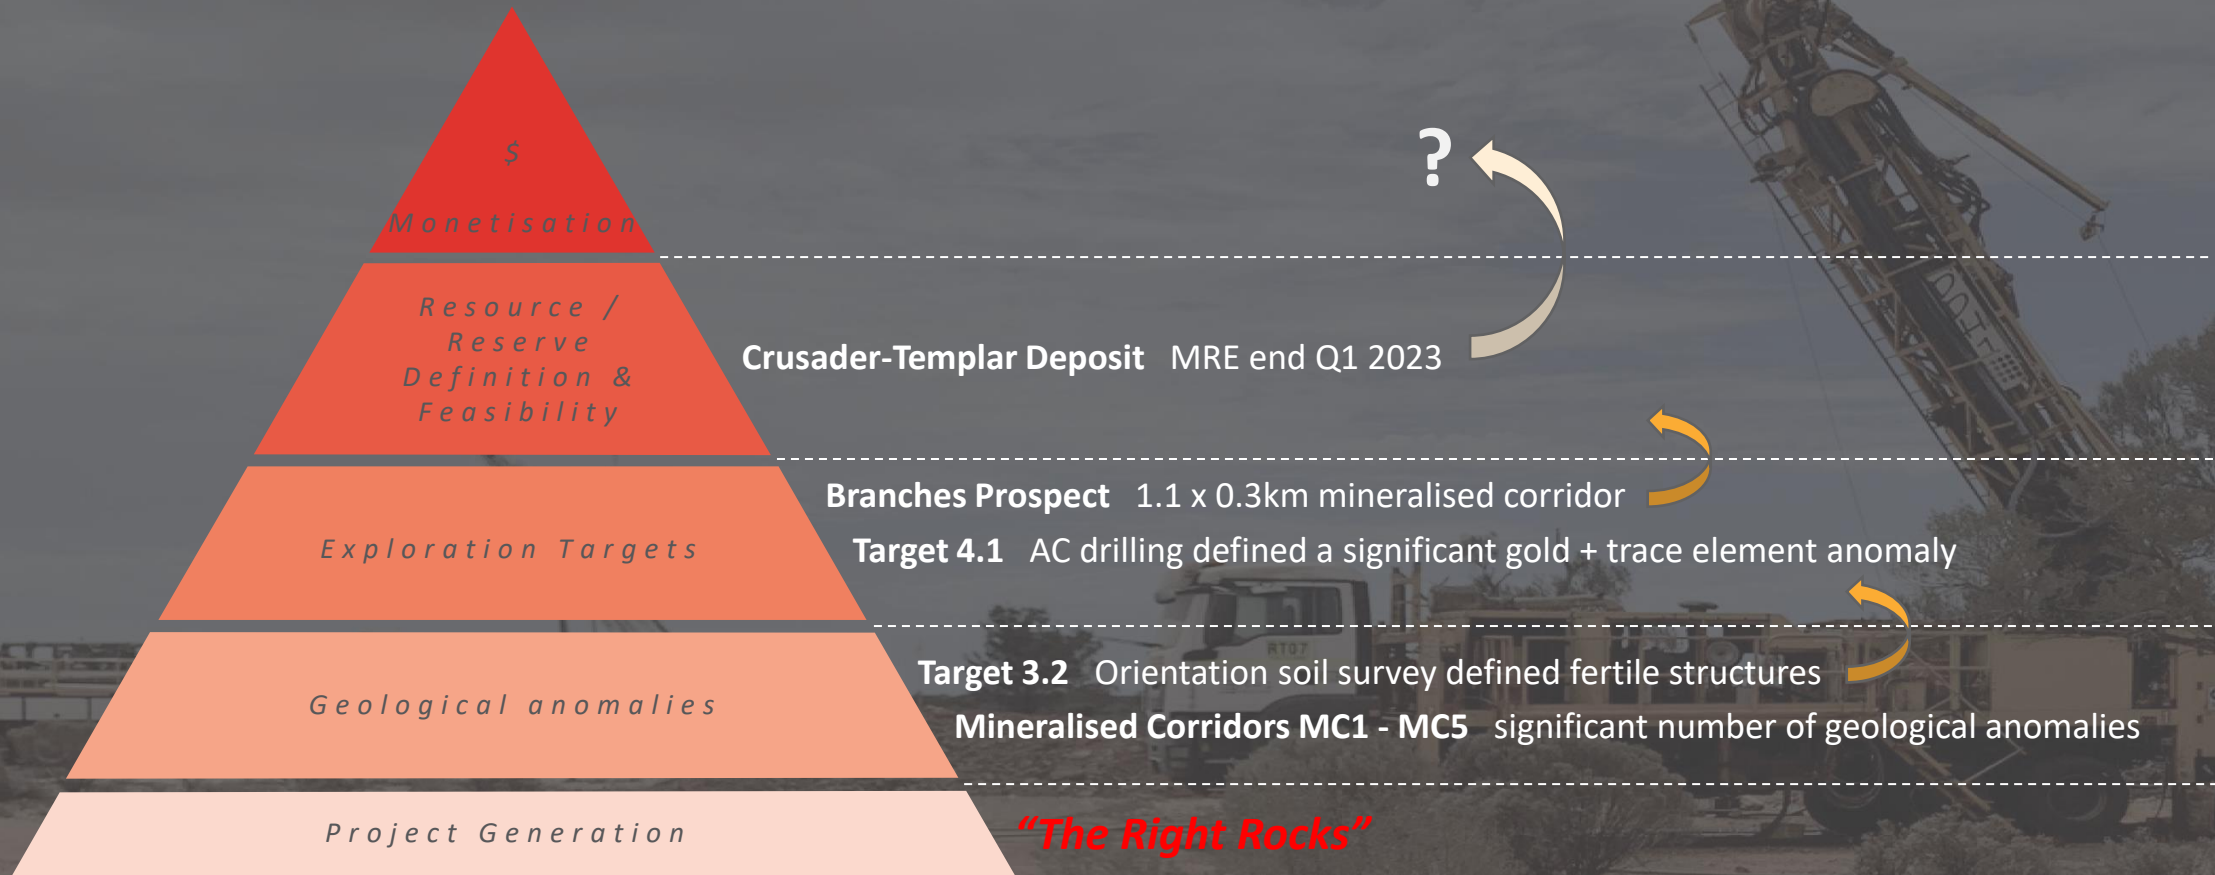 $
Monetisation
?
Resource /
Reserve
Definition &
Feasibility
Crusader-Templar Deposit MRE end Q1 2023
Branches Prospect 1.1 x 0.3km mineralised corridor
Exploration Targets
Target 4.1 AC drilling defined a significant gold + trace element anomaly
Target 3.2 Orientation soil survey defined fertile structures
Geological anomalies
Mineralised Corridors MC1 - MC5 significant number of geological anomalies
Project Generation
“The Right Rocks”
RT07